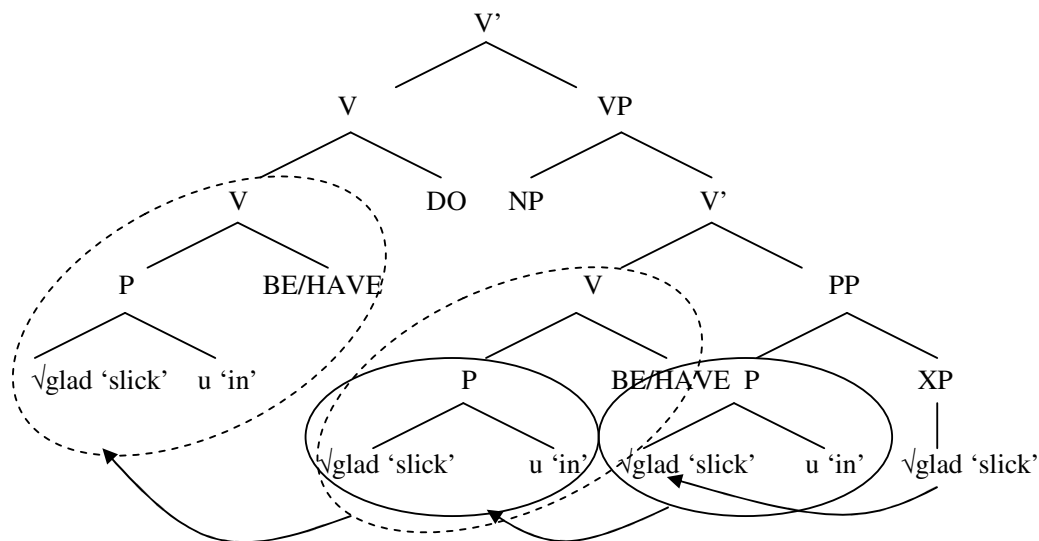 V’
V VP
V DO NP V’
P BE/HAVE V PP
√glad ‘slick’ u ‘in’ P BE/HAVE P XP
√glad ‘slick’ u ‘in’ √glad ‘slick’ u ‘in’ √glad ‘slick’